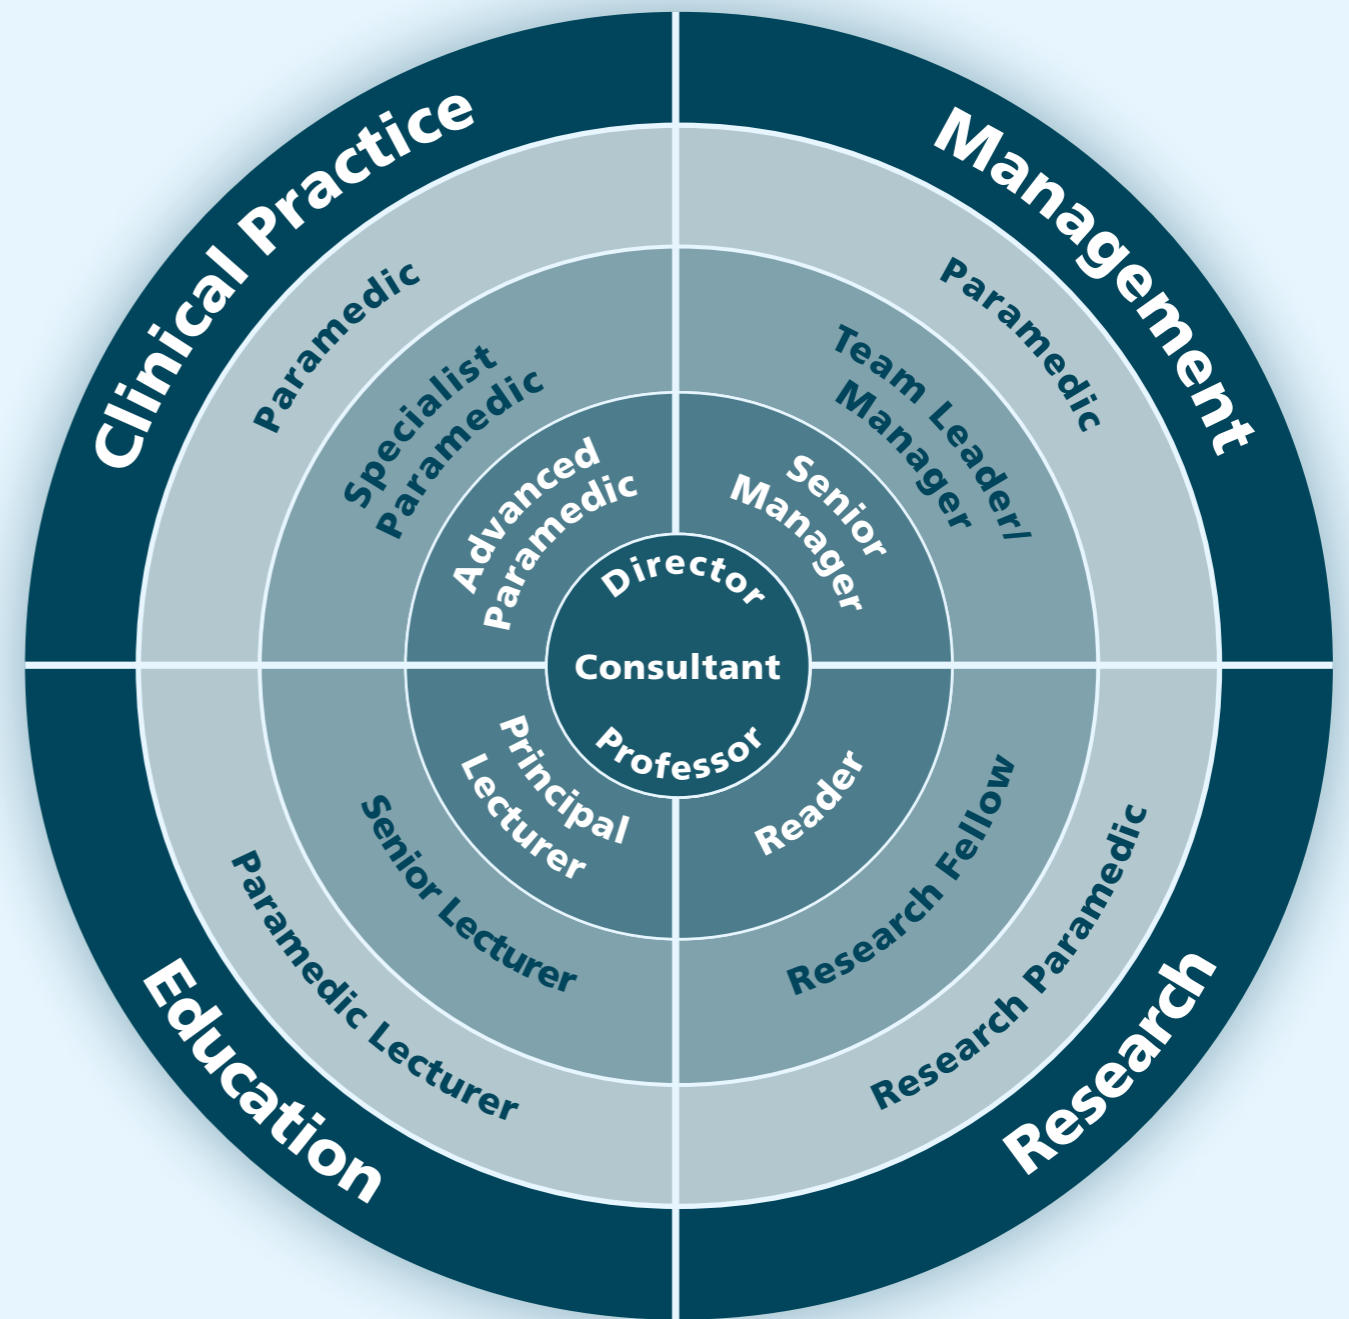 Clinical Practice
Paramedic
Specialist
Paramedic
Advanced
Paramedic
Management
Paramedic
Team Leader/
Manager
Senior
Manager
Director
Consultant
Professor
Principal
Lecturer
Senior Lecturer
Paramedic Lecturer
Education
Reader
Research Fellow
Research Paramedic
Research